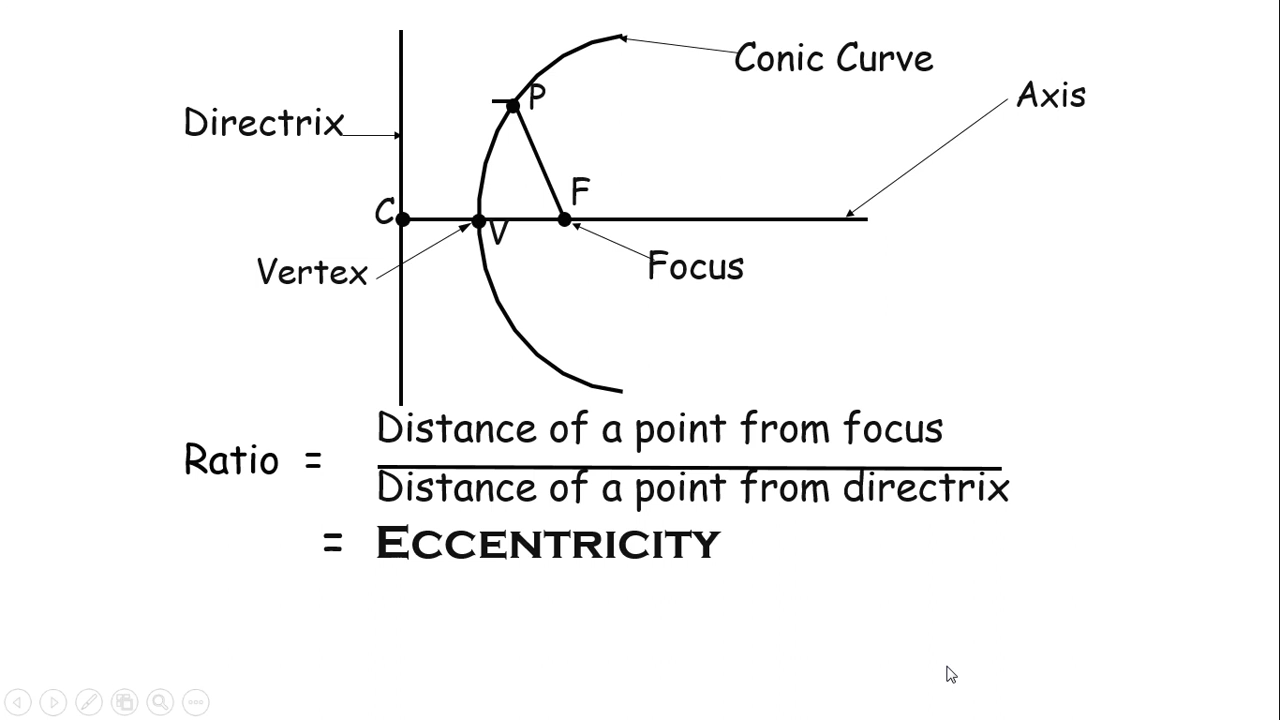 Conic Curve
Axis
P
Directrix
F
C
V
Vertex
Focus
Distance of a point from focus
Ratio =
Distance of a point from directrix
= ECCENTRICITY